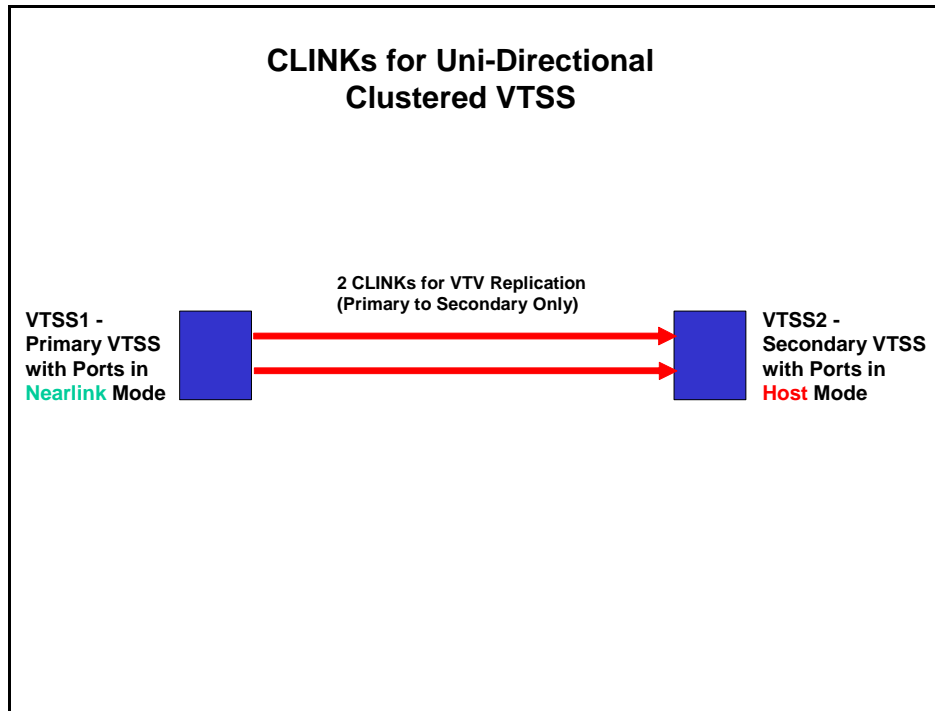 CLINKs for Uni-Directional
Clustered VTSS
2 CLINKs for VTV Replication
(Primary to Secondary Only)
VTSS1 -
Primary VTSS
with Ports in
Nearlink Mode
VTSS2 -
Secondary VTSS
with Ports in
Host Mode